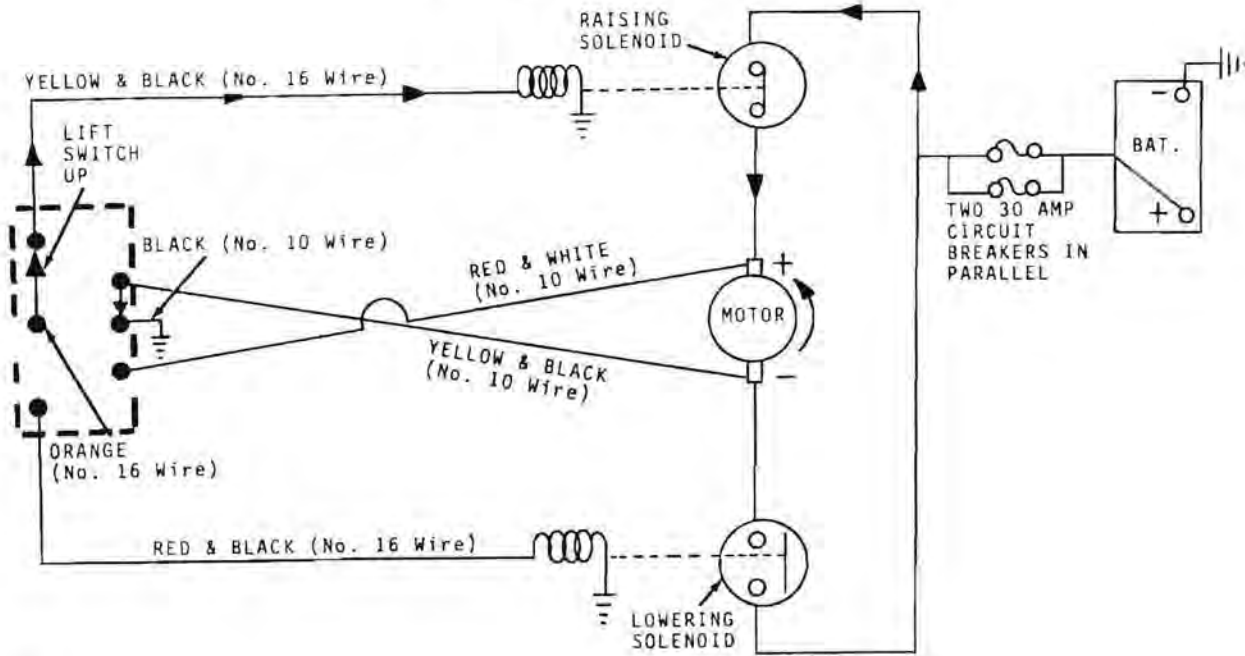 RAISING
SOLENOID
YELLOW & BLACK (No. 16 Wire)
LIFT
SWITCH
UP
BAT.
-
+
TWO 30 AMP
CIRCUIT
BREAKERS IN
PARALLEL
BLACK (No. 10 Wire)
RED & WHITE
(No. 10 Wire)
+
MOTOR
-
YELLOW & BLACK
(No. 10 Wire)
ORANGE
(No. 16 Wire)
RED & BLACK (No. 16 Wire)
LOWERING
SOLENOID